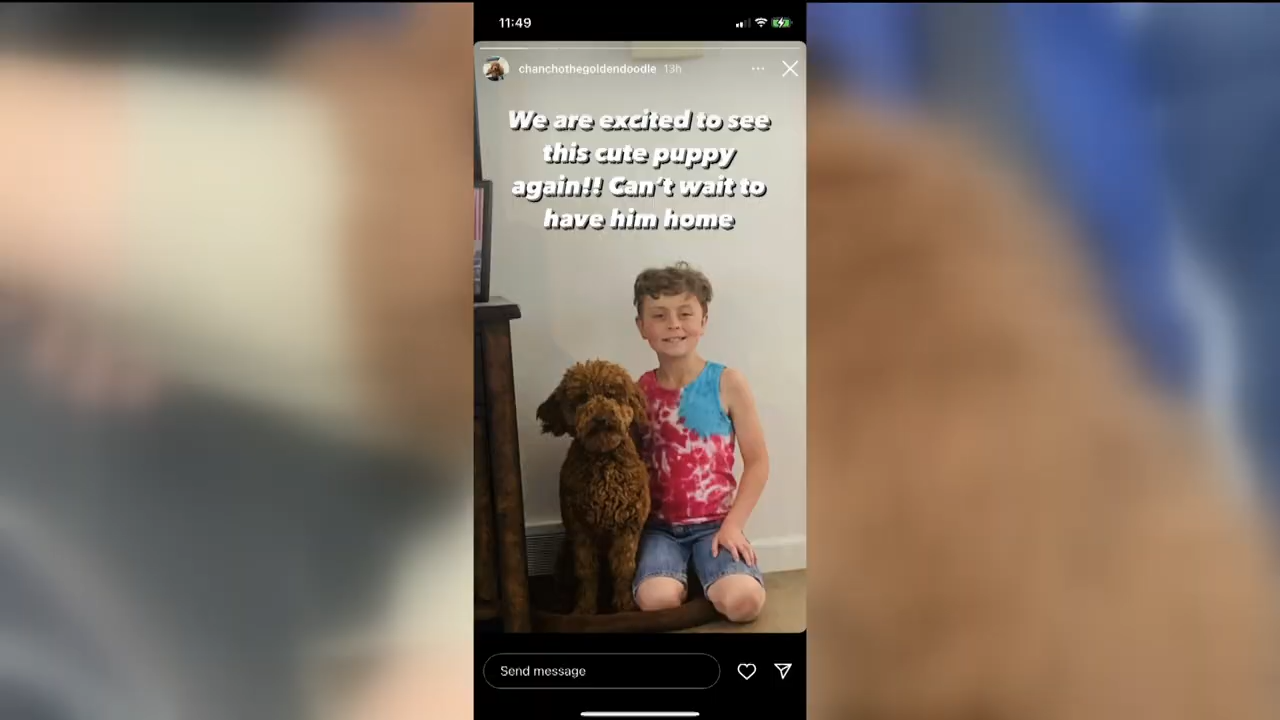 11:49
chanchothegoldendoodle 13h
We are excited to see
this cute puppy
again!! Can't wait to
have him home
Send message